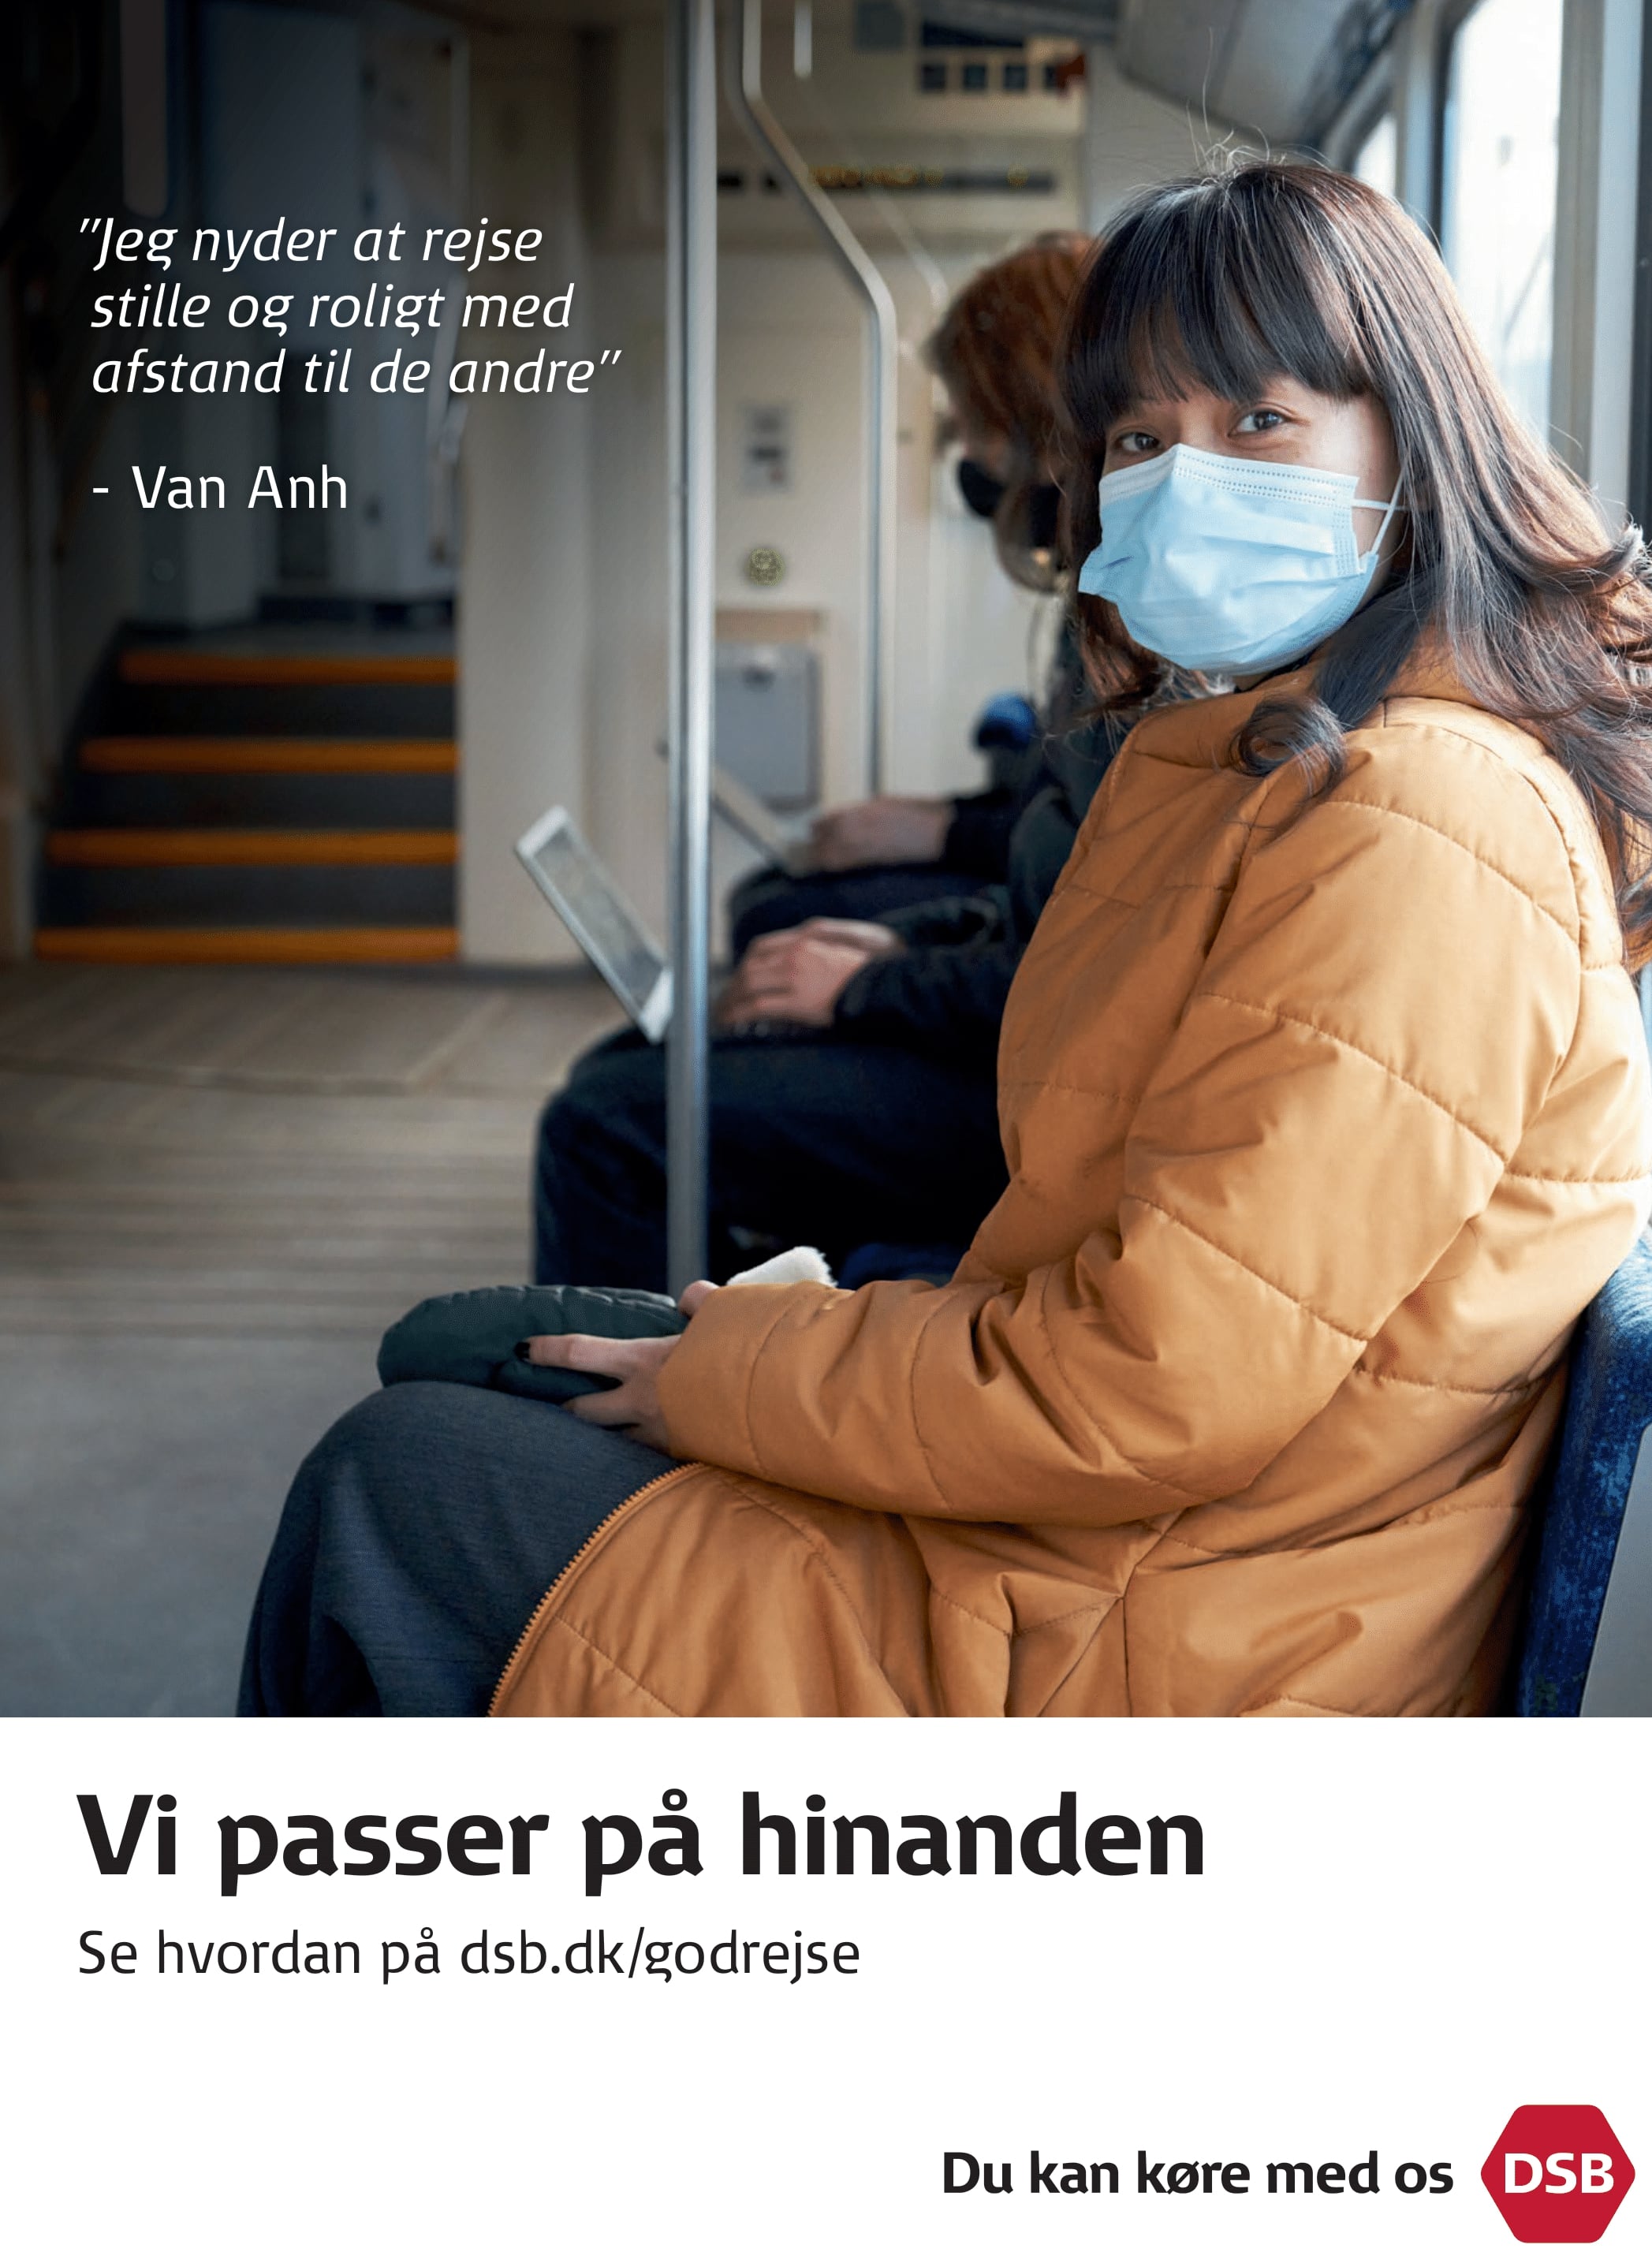 "Jeg nyder at rejse
stille og roligt med
afstand til de andre"
- Van Anh
Vi passer på hinanden
Se hvordan på dsb.dk/godrejse
Du kan køre med os
DSB